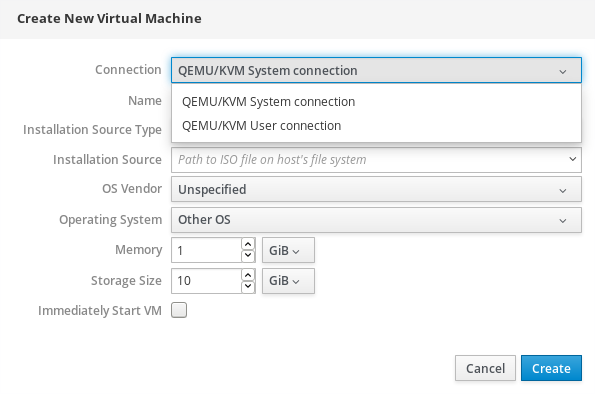 Create New Virtual Machine
Connection QEMU/KVM System connection
Name QEMU/KVM System connection
QEMU/KVM User connection
Installation Source Type
Installation Source Path to ISO file on host's file system
OS Vendor Unspecified
Operating System Other OS
Memory 1 GiB
Storage Size 10 GiB
Immediately Start VM
Cancel Create